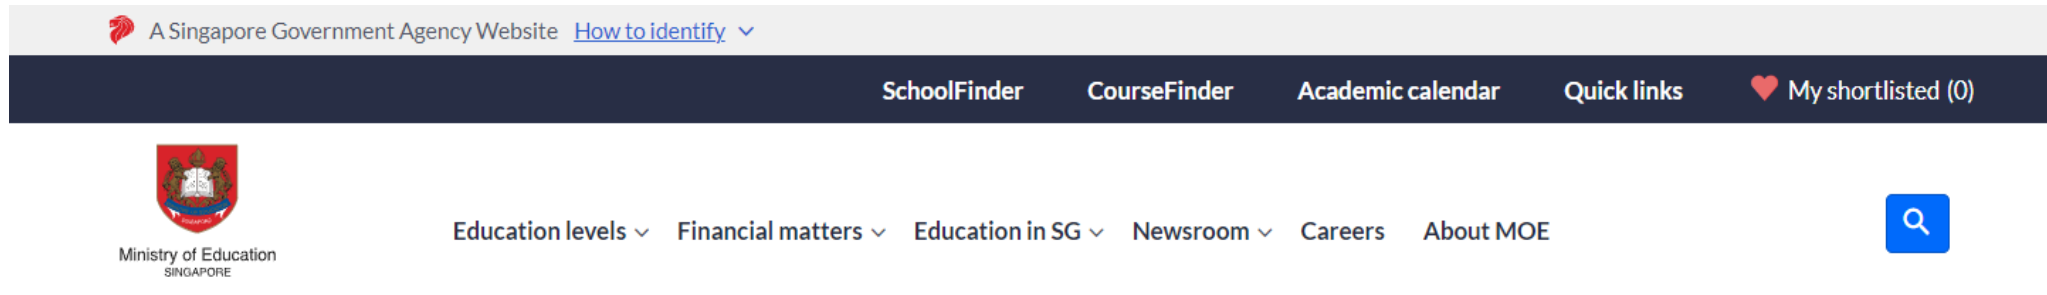 A Singapore Government Agency Website How to identify
SchoolFinder CourseFinder Academic calendar Quick links My shortlisted (0)
Education levels Financial matters Education in SG Newsroom Careers About MOE
Ministry of Education
SINGAPORE